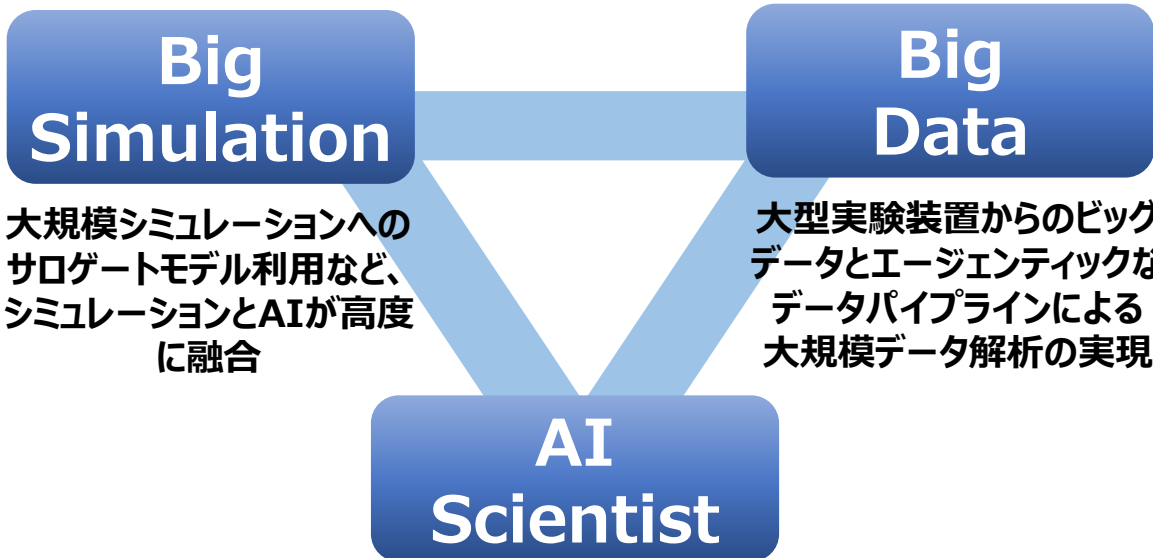 Big
Simulation
大規模シミュレーションへの
サロゲートモデル利用など、
シミュレーションとAIが高度
に融合
Big
Data
大型実験装置からのビッグ
データとエージェンティックな
データパイプラインによる
大規模データ解析の実現
AI
Scientist